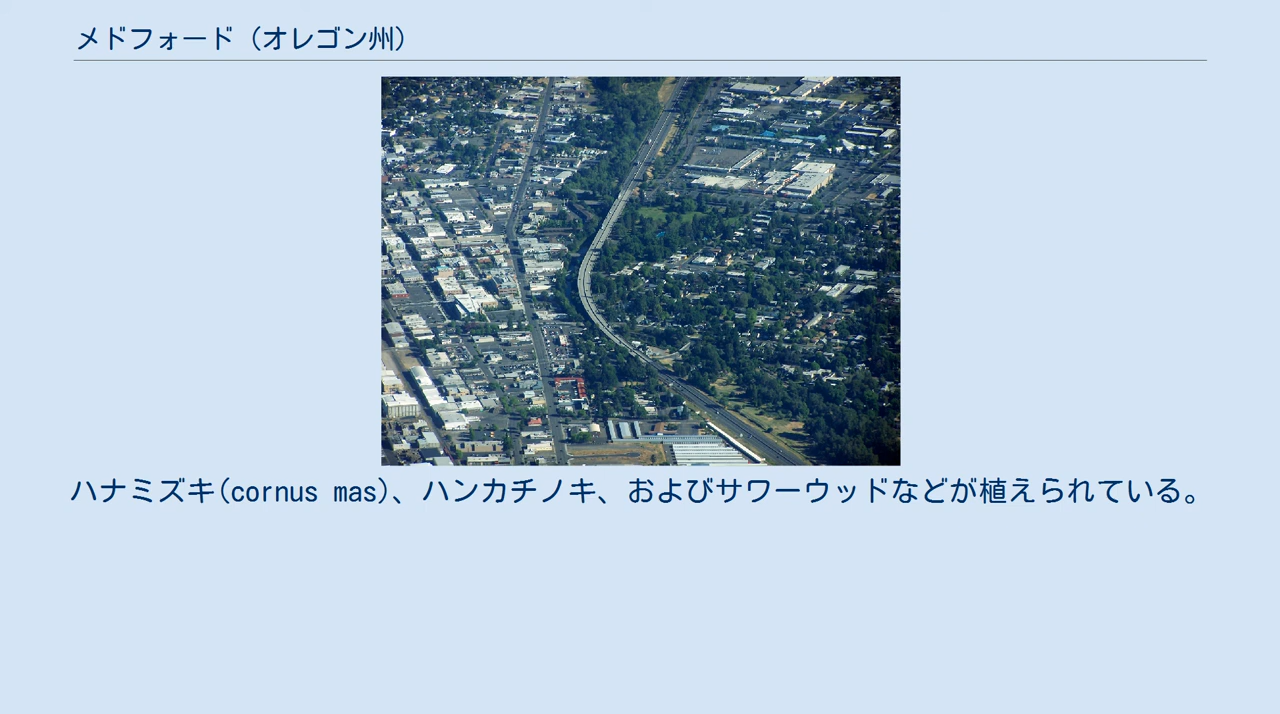 メドフォード（オレゴン州）
ハナミズキ(cornus mas)、ハンカチノキ、およびサワーウッドなどが植えられている。